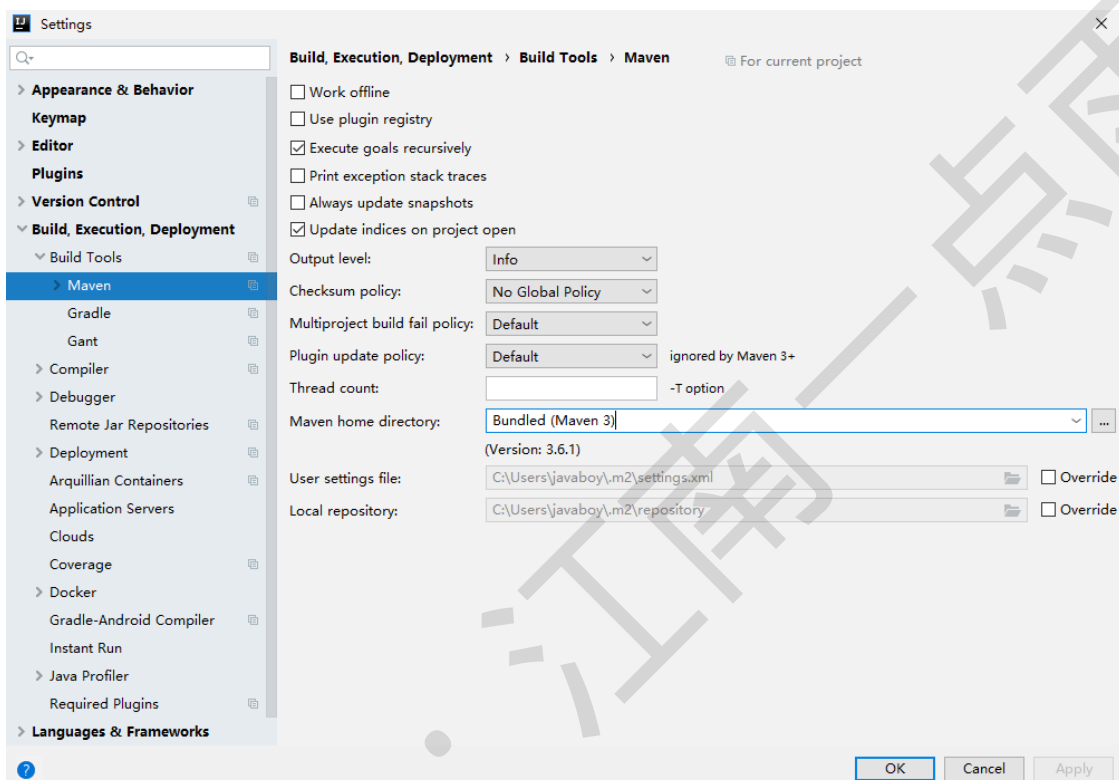 Settings
Build, Execution, Deployment › Build Tools › Maven For current project
Appearance & Behavior
Keymap
Editor
Plugins
Version Control
Build, Execution, Deployment
Build Tools
Maven
Gradle
Gant
Compiler
Debugger
Remote Jar Repositories
Deployment
Arquillian Containers
Application Servers
Clouds
Coverage
Docker
Gradle-Android Compiler
Instant Run
Java Profiler
Required Plugins
Languages & Frameworks
Work offline
Use plugin registry
Execute goals recursively
Print exception stack traces
Always update snapshots
Update indices on project open
Output level: Info
Checksum policy: No Global Policy
Multiproject build fail policy: Default
Plugin update policy: Default ignored by Maven 3+
Thread count: -T option
Maven home directory: Bundled (Maven 3) ...
(Version: 3.6.1)
User settings file: C:\Users\javaboy\.m2\settings.xml Override
Local repository: C:\Users\javaboy\.m2\repository Override
? OK Cancel Apply
江南一点雨